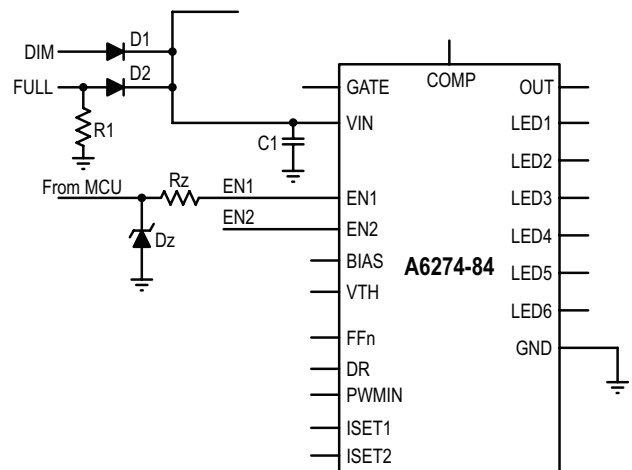 DIM
D1
FULL
D2
R1
C1
From MCU
Rz
EN1
EN2
Dz
COMP
GATE
VIN
EN1
EN2
BIAS
VTH
FFn
DR
PWMIN
ISET1
ISET2
A6274-84
OUT
LED1
LED2
LED3
LED4
LED5
LED6
GND